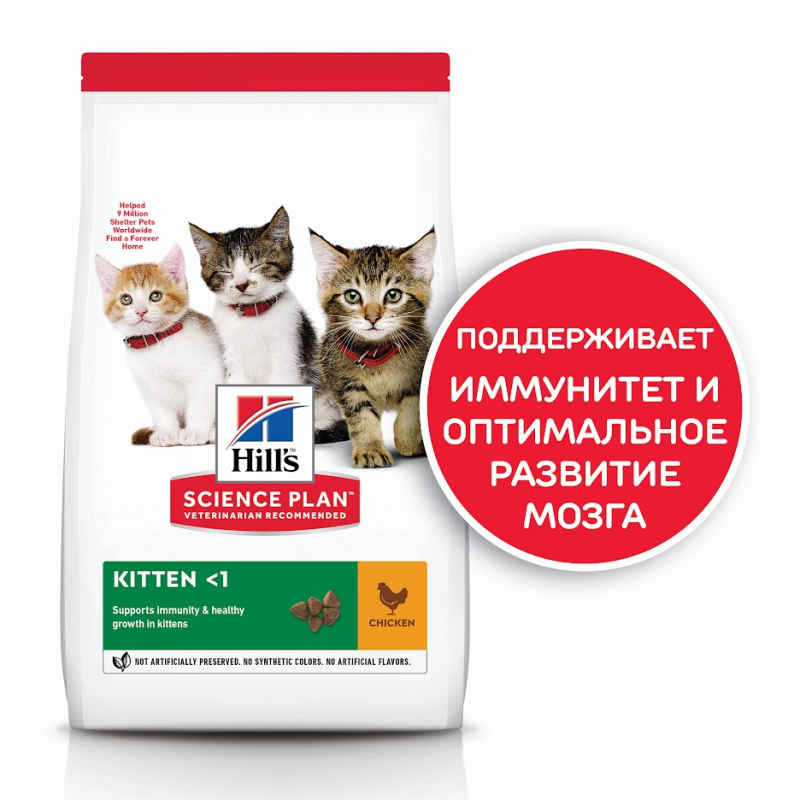 Helped
9 Million
Shelter Pets
Worldwide
Find a Forever
Home
Hill's™
SCIENCE PLAN™
VETERINARIAN RECOMMENDED
KITTEN <1
Supports immunity & healthy
growth in kittens
CHICKEN
NOT ARTIFICIALLY PRESERVED. NO SYNTHETIC COLORS. NO ARTIFICIAL FLAVORS.
ПОДДЕРЖИВАЕТ
ИММУНИТЕТ И
ОПТИМАЛЬНОЕ
РАЗВИТИЕ
МОЗГА